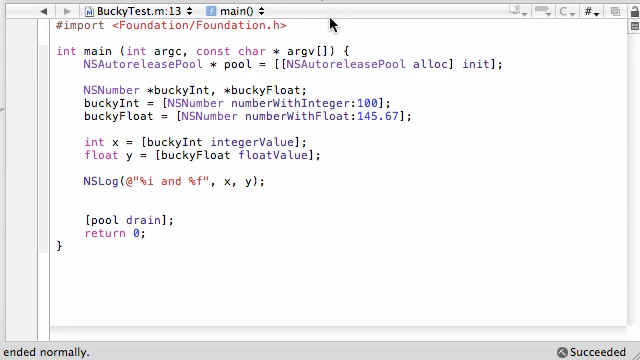 BuckyTest.m:13 main() #
#import <Foundation/Foundation.h>
int main (int argc, const char * argv[]) {
NSAutoreleasePool * pool = [[NSAutoreleasePool alloc] init];
NSNumber *buckyInt, *buckyFloat;
buckyInt = [NSNumber numberWithInteger:100];
buckyFloat = [NSNumber numberWithFloat:145.67];
int x = [buckyInt integerValue];
float y = [buckyFloat floatValue];
NSLog(@"%i and %f", x, y);
[pool drain];
return 0;
}
ended normally. Succeeded